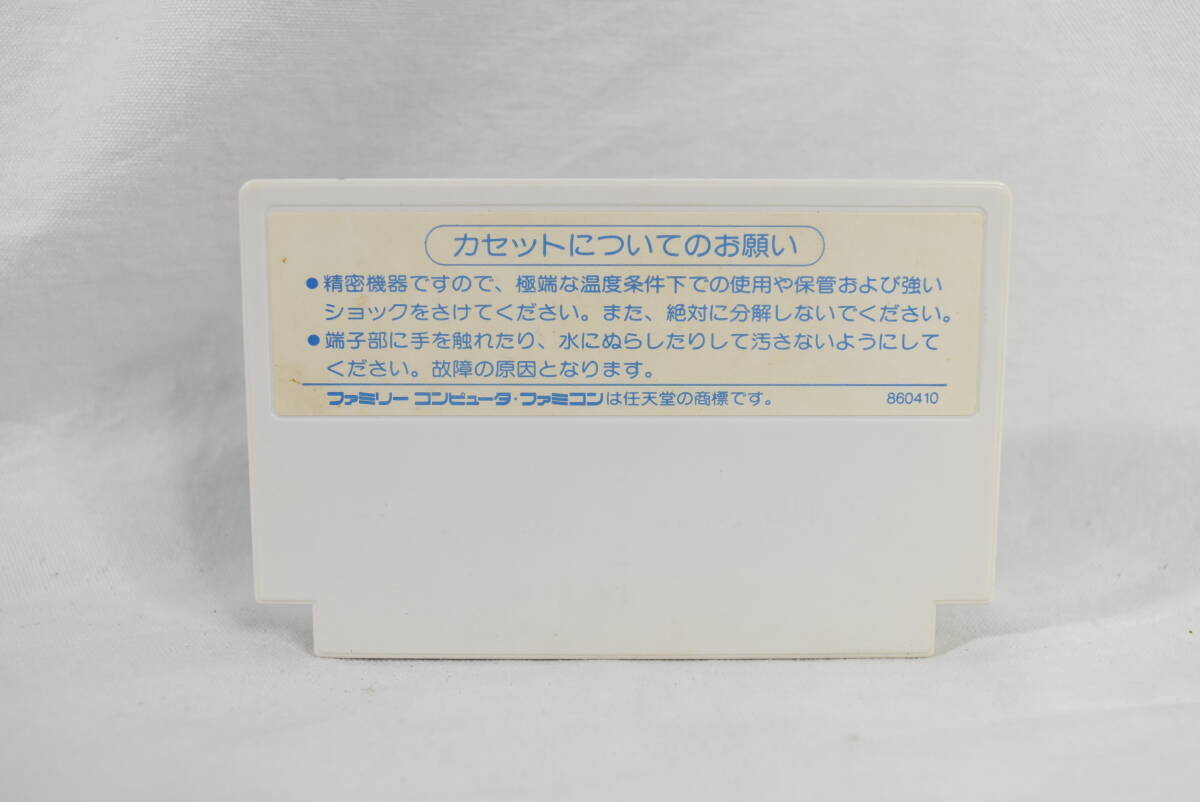 カセットについてのお願い
●精密機器ですので、極端な温度条件下での使用や保管および強い
ショックをさけてください。また、絶対に分解しないでください。
●端子部に手を触れたり、水にぬらしたりして汚さないようにして
ください。故障の原因となります。
ファミリー コンピュータ・ファミコンは任天堂の商標です。 860410